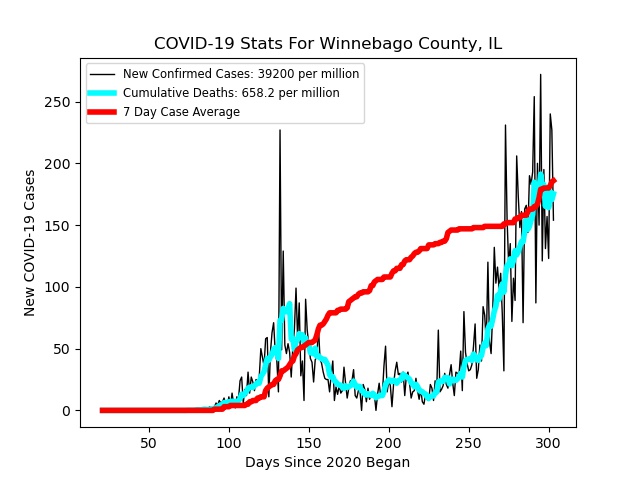 COVID-19 Stats For Winnebago County, IL
New Confirmed Cases: 39200 per million
Cumulative Deaths: 658.2 per million
7 Day Case Average
New COVID-19 Cases
250
200
150
100
50
0
50 100 150 200 250 300
Days Since 2020 Began